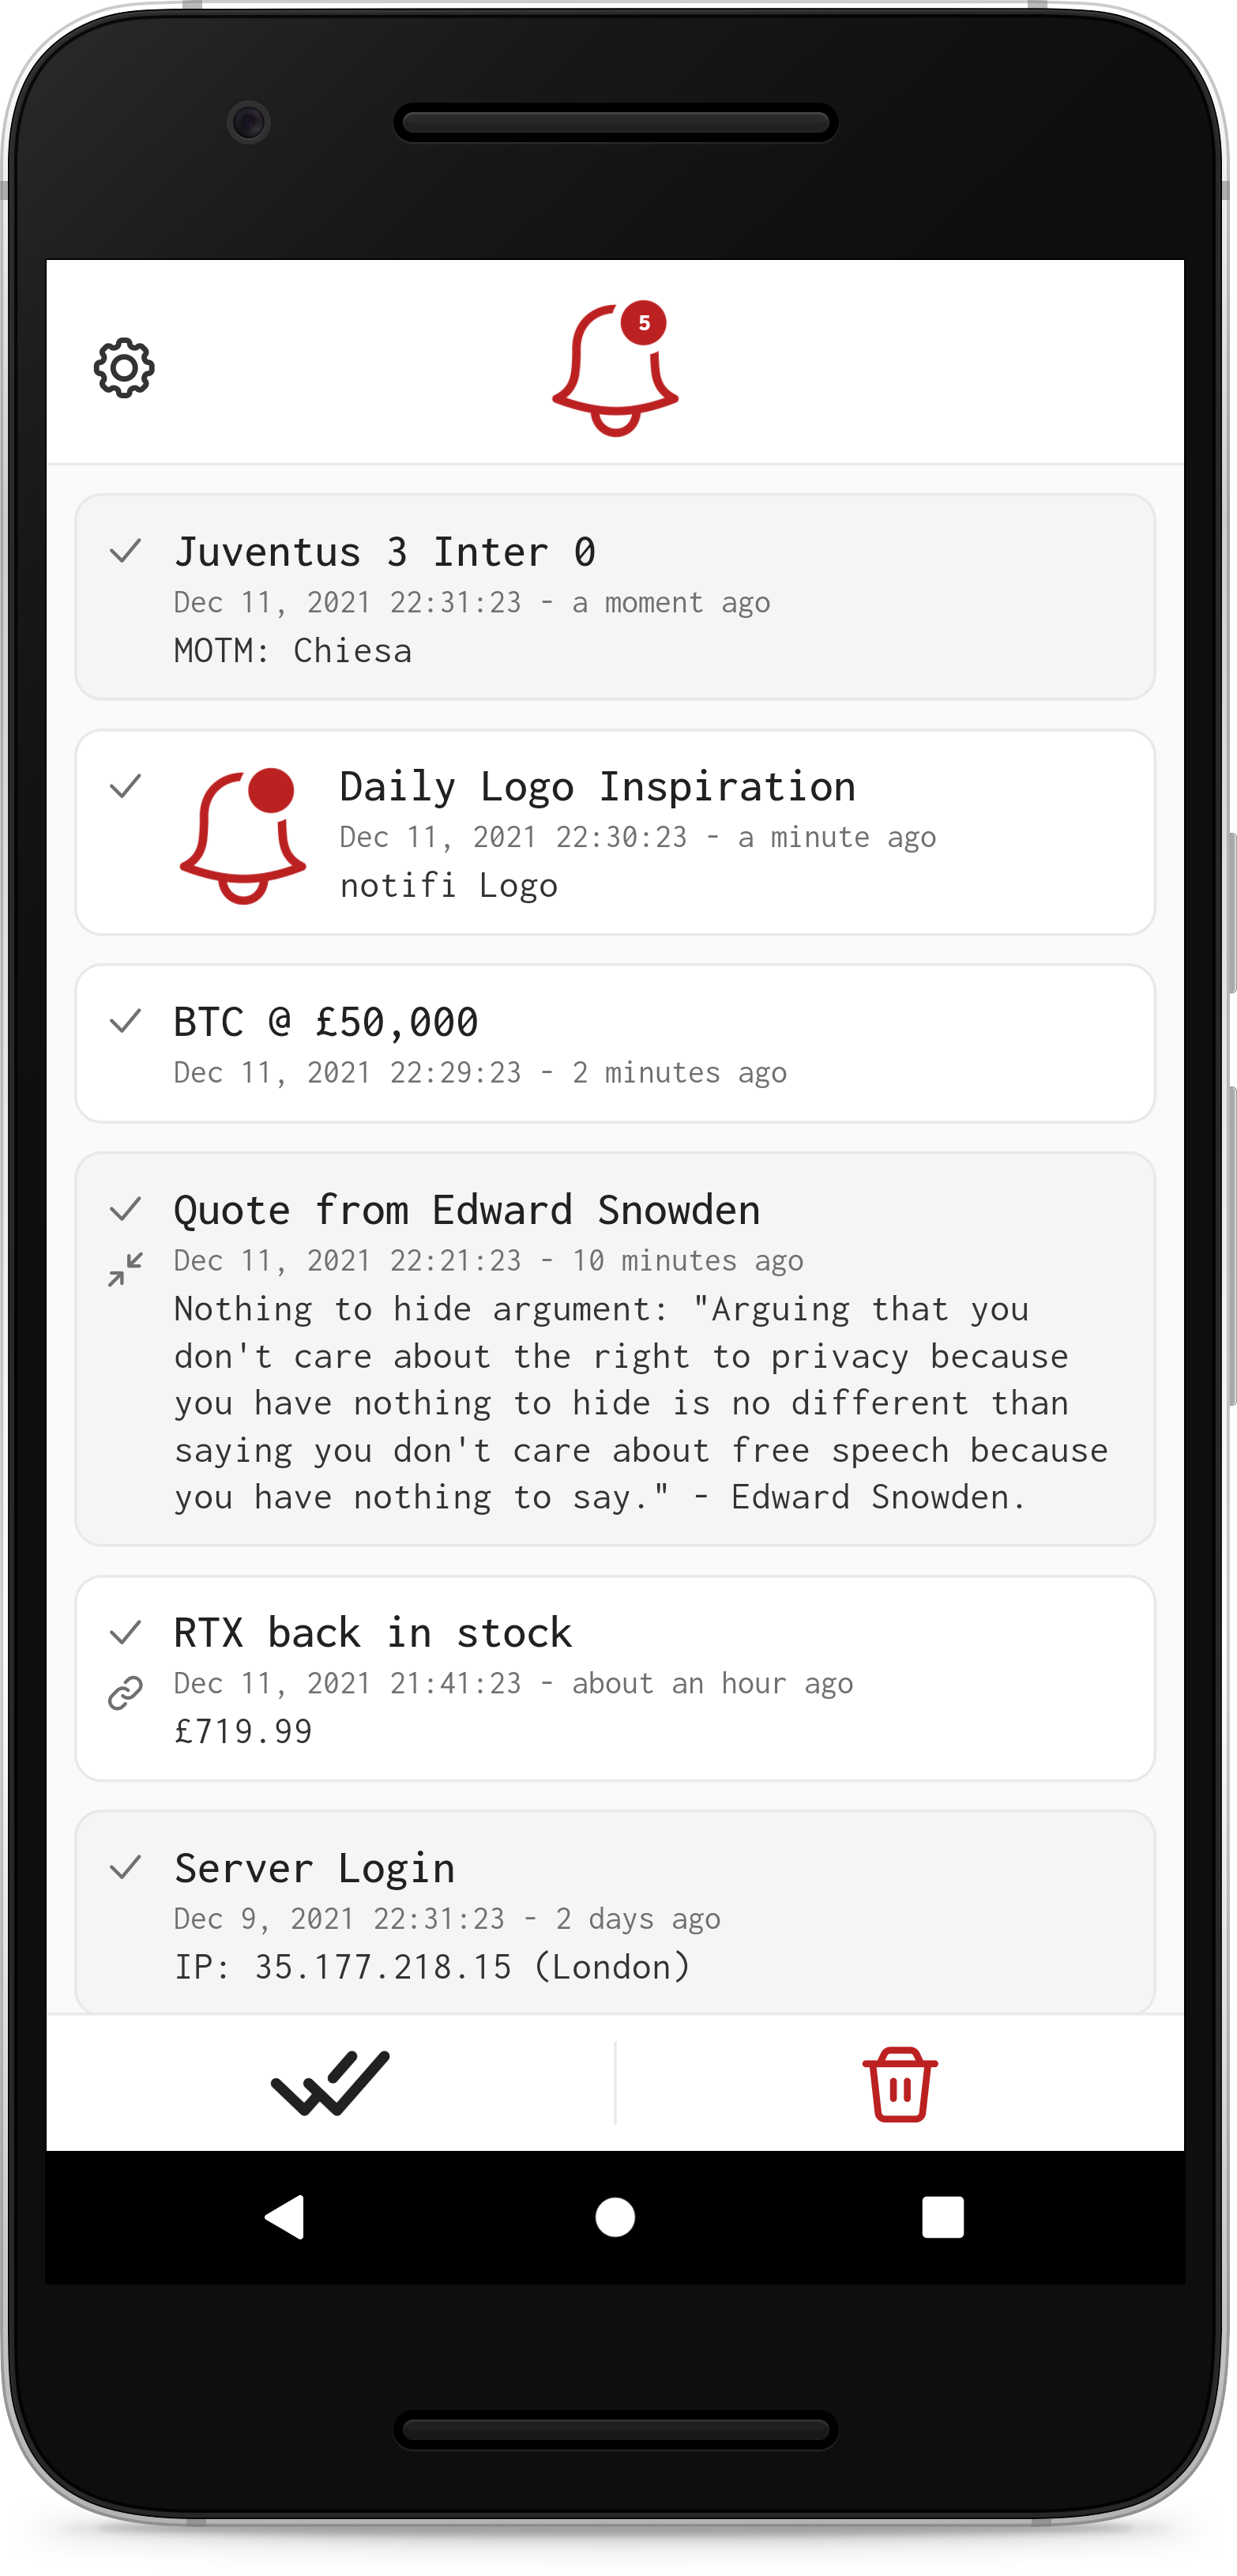 5
Juventus 3 Inter 0
Dec 11, 2021 22:31:23 - a moment ago
MOTM: Chiesa
Daily Logo Inspiration
Dec 11, 2021 22:30:23 - a minute ago
notifi Logo
BTC @ £50,000
Dec 11, 2021 22:29:23 - 2 minutes ago
Quote from Edward Snowden
Dec 11, 2021 22:21:23 - 10 minutes ago
Nothing to hide argument: "Arguing that you
don't care about the right to privacy because
you have nothing to hide is no different than
saying you don't care about free speech because
you have nothing to say." - Edward Snowden.
RTX back in stock
Dec 11, 2021 21:41:23 - about an hour ago
£719.99
Server Login
Dec 9, 2021 22:31:23 - 2 days ago
IP: 35.177.218.15 (London)